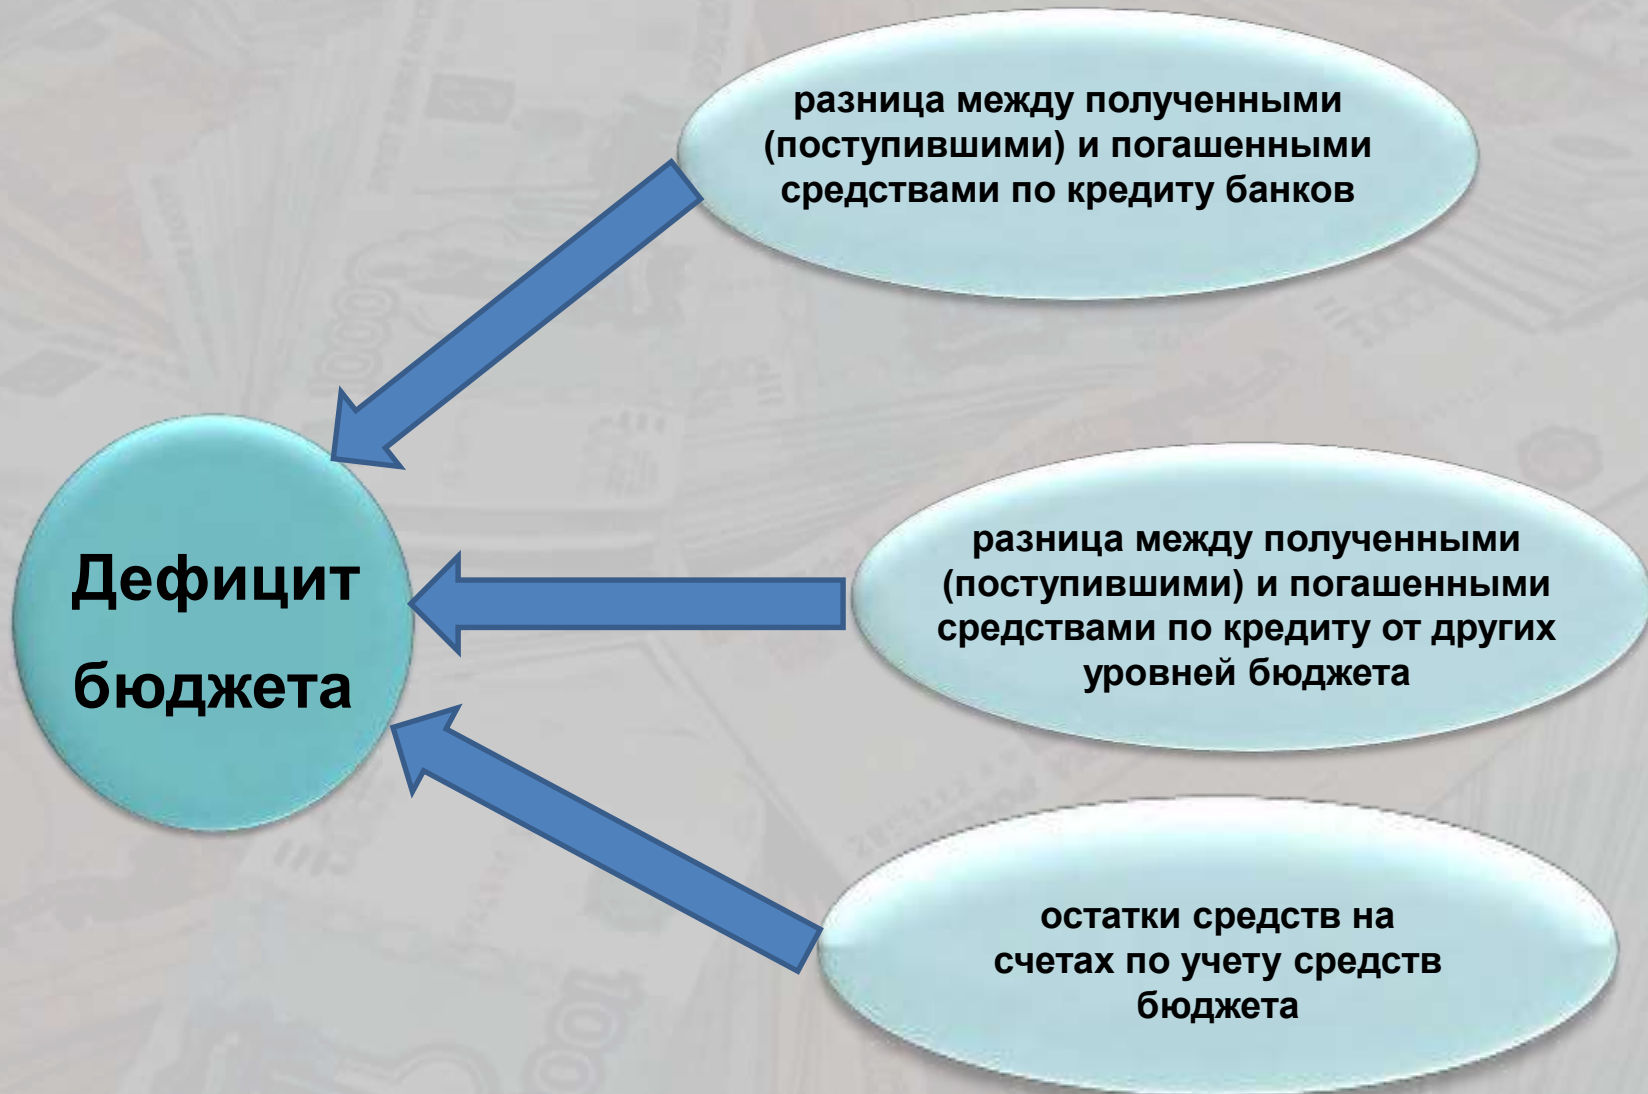 разница между полученными
(поступившими) и погашенными
средствами по кредиту банков
Дефицит
бюджета
разница между полученными
(поступившими) и погашенными
средствами по кредиту от других
уровней бюджета
остатки средств на
счетах по учету средств
бюджета